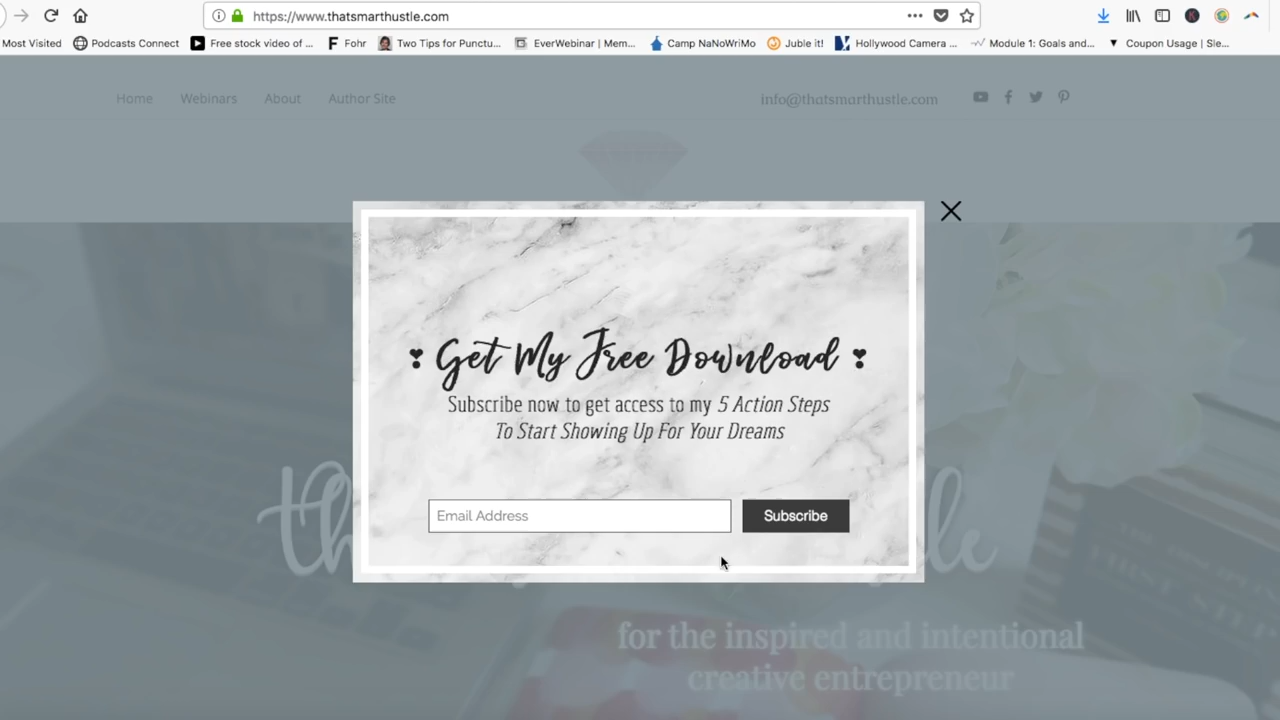 https://www.thatsmarthustle.com
Most Visited Podcasts Connect Free stock video of ... Fohr Two Tips for Punctu... EverWebinar | Mem... Camp NaNoWriMo Juble it! Hollywood Camera ... Module 1: Goals and... Coupon Usage | Sle...
Home Webinars About Author Site info@thatsmarthustle.com
Get My Free Download
Subscribe now to get access to my 5 Action Steps
To Start Showing Up For Your Dreams
Email Address Subscribe
for the inspired and intentional
creative entrepreneur